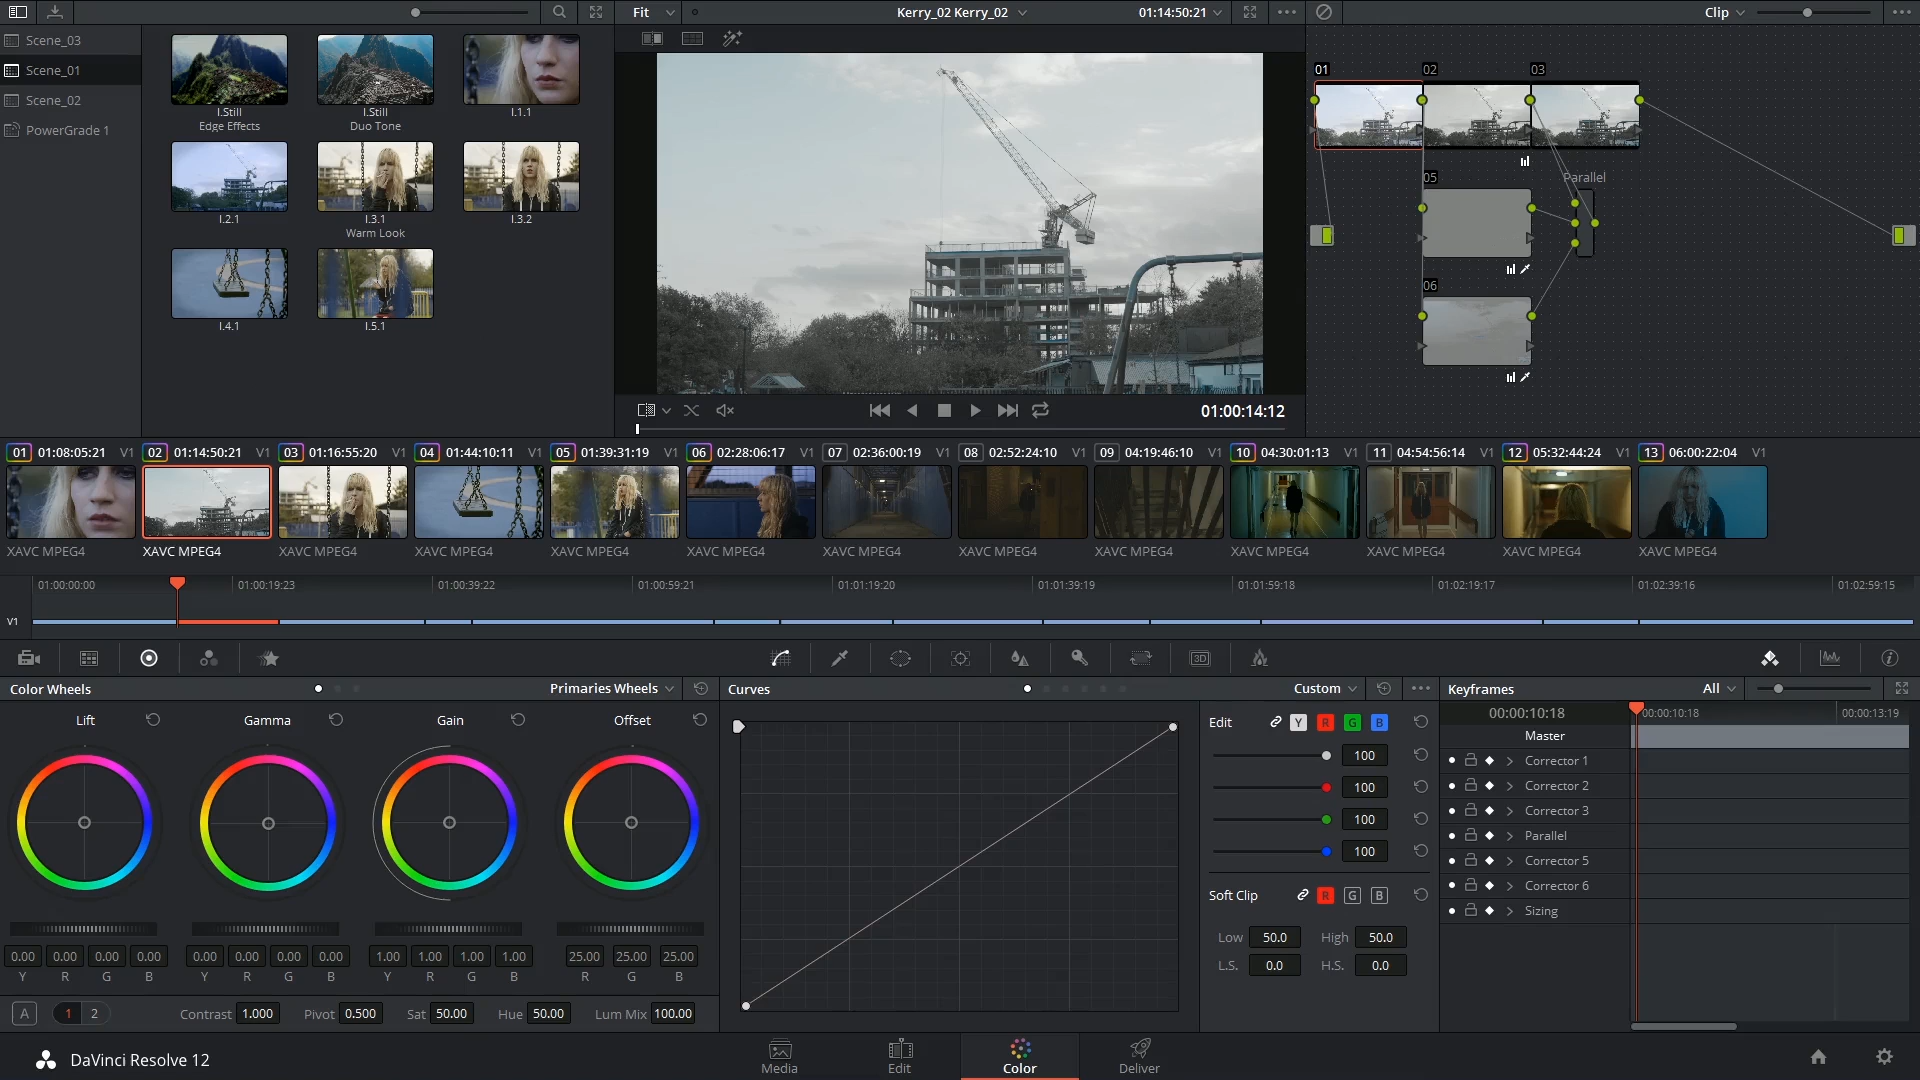 Fit
Kerry_02 Kerry_02
01:14:50:21
Clip
Scene_03
Scene_01
Scene_02
PowerGrade 1
I.Still
Edge Effects
I.Still
Duo Tone
I.1.1
I.2.1
I.3.1
Warm Look
I.3.2
I.4.1
I.5.1
01
02
03
05
Parallel
06
01:00:14:12
01 01:08:05:21 V1
02 01:14:50:21 V1
03 01:16:55:20 V1
04 01:44:10:11 V1
05 01:39:31:19 V1
06 02:28:06:17 V1
07 02:36:00:19 V1
08 02:52:24:10 V1
09 04:19:46:10 V1
10 04:30:01:13 V1
11 04:54:56:14 V1
12 05:32:44:24 V1
13 06:00:22:04 V1
XAVC MPEG4
XAVC MPEG4
XAVC MPEG4
XAVC MPEG4
XAVC MPEG4
XAVC MPEG4
XAVC MPEG4
XAVC MPEG4
XAVC MPEG4
XAVC MPEG4
XAVC MPEG4
XAVC MPEG4
XAVC MPEG4
01:00:00:00 01:00:19:23 01:00:39:22 01:00:59:21 01:01:19:20 01:01:39:19 01:01:59:18 01:02:19:17 01:02:39:16 01:02:59:15
V1
3D
Color Wheels
Primaries Wheels
Lift
Gamma
Gain
Offset
0.00 0.00 0.00 0.00
Y R G B
0.00 0.00 0.00 0.00
Y R G B
1.00 1.00 1.00 1.00
Y R G B
25.00 25.00 25.00
R G B
A
1 2
Contrast 1.000
Pivot 0.500
Sat 50.00
Hue 50.00
Lum Mix 100.00
Curves
Custom
Edit Y R G B
100
100
100
100
Soft Clip R G B
Low 50.0 High 50.0
L.S. 0.0 H.S. 0.0
Keyframes
All
00:00:10:18
00:00:10:18
00:00:13:19
Master
Corrector 1
Corrector 2
Corrector 3
Parallel
Corrector 5
Corrector 6
Sizing
DaVinci Resolve 12
Media
Edit
Color
Deliver